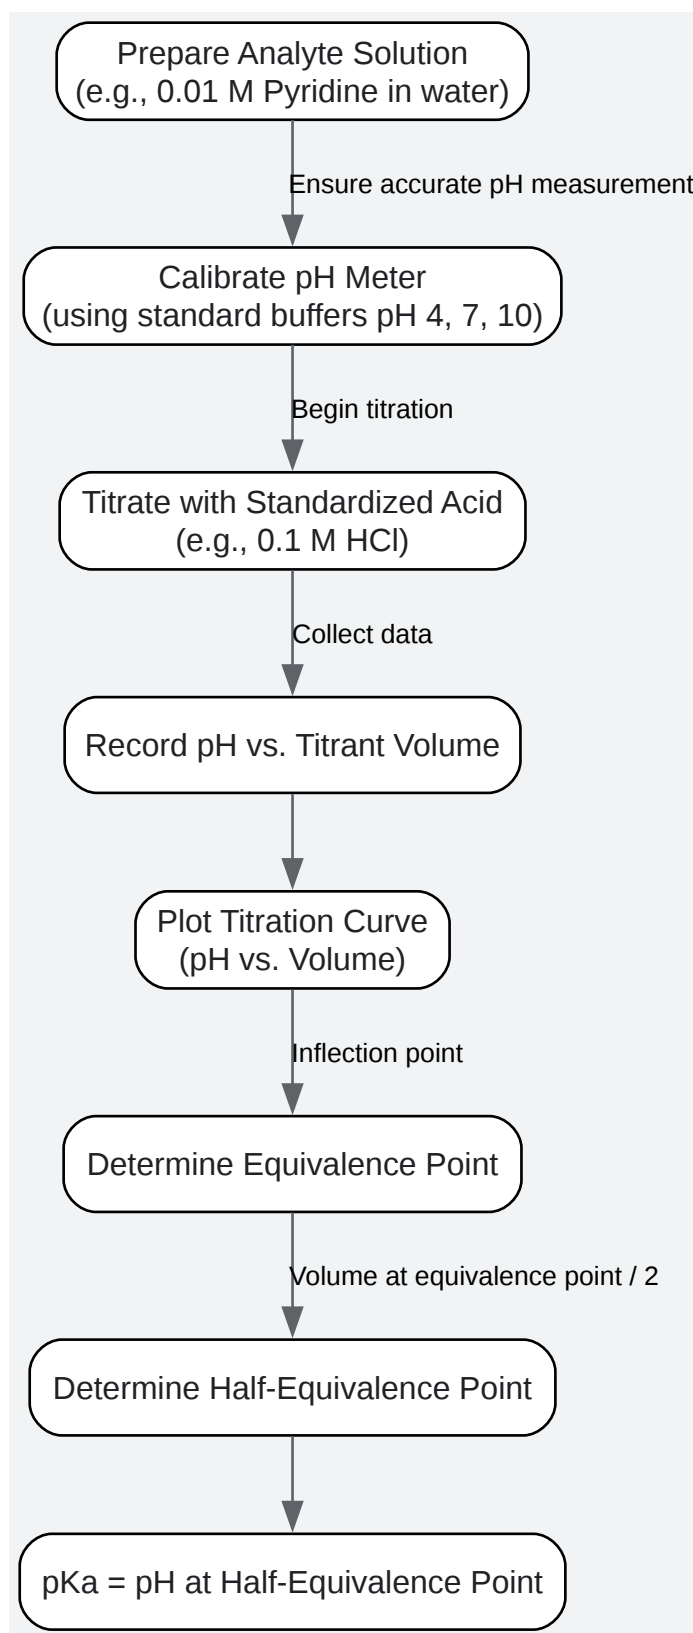 Prepare Analyte Solution
(e.g., 0.01 M Pyridine in water)
Ensure accurate pH measurement
Calibrate pH Meter
(using standard buffers pH 4, 7, 10)
Begin titration
Titrate with Standardized Acid
(e.g., 0.1 M HCl)
Collect data
Record pH vs. Titrant Volume
Plot Titration Curve
(pH vs. Volume)
Inflection point
Determine Equivalence Point
Volume at equivalence point / 2
Determine Half-Equivalence Point
pKa = pH at Half-Equivalence Point